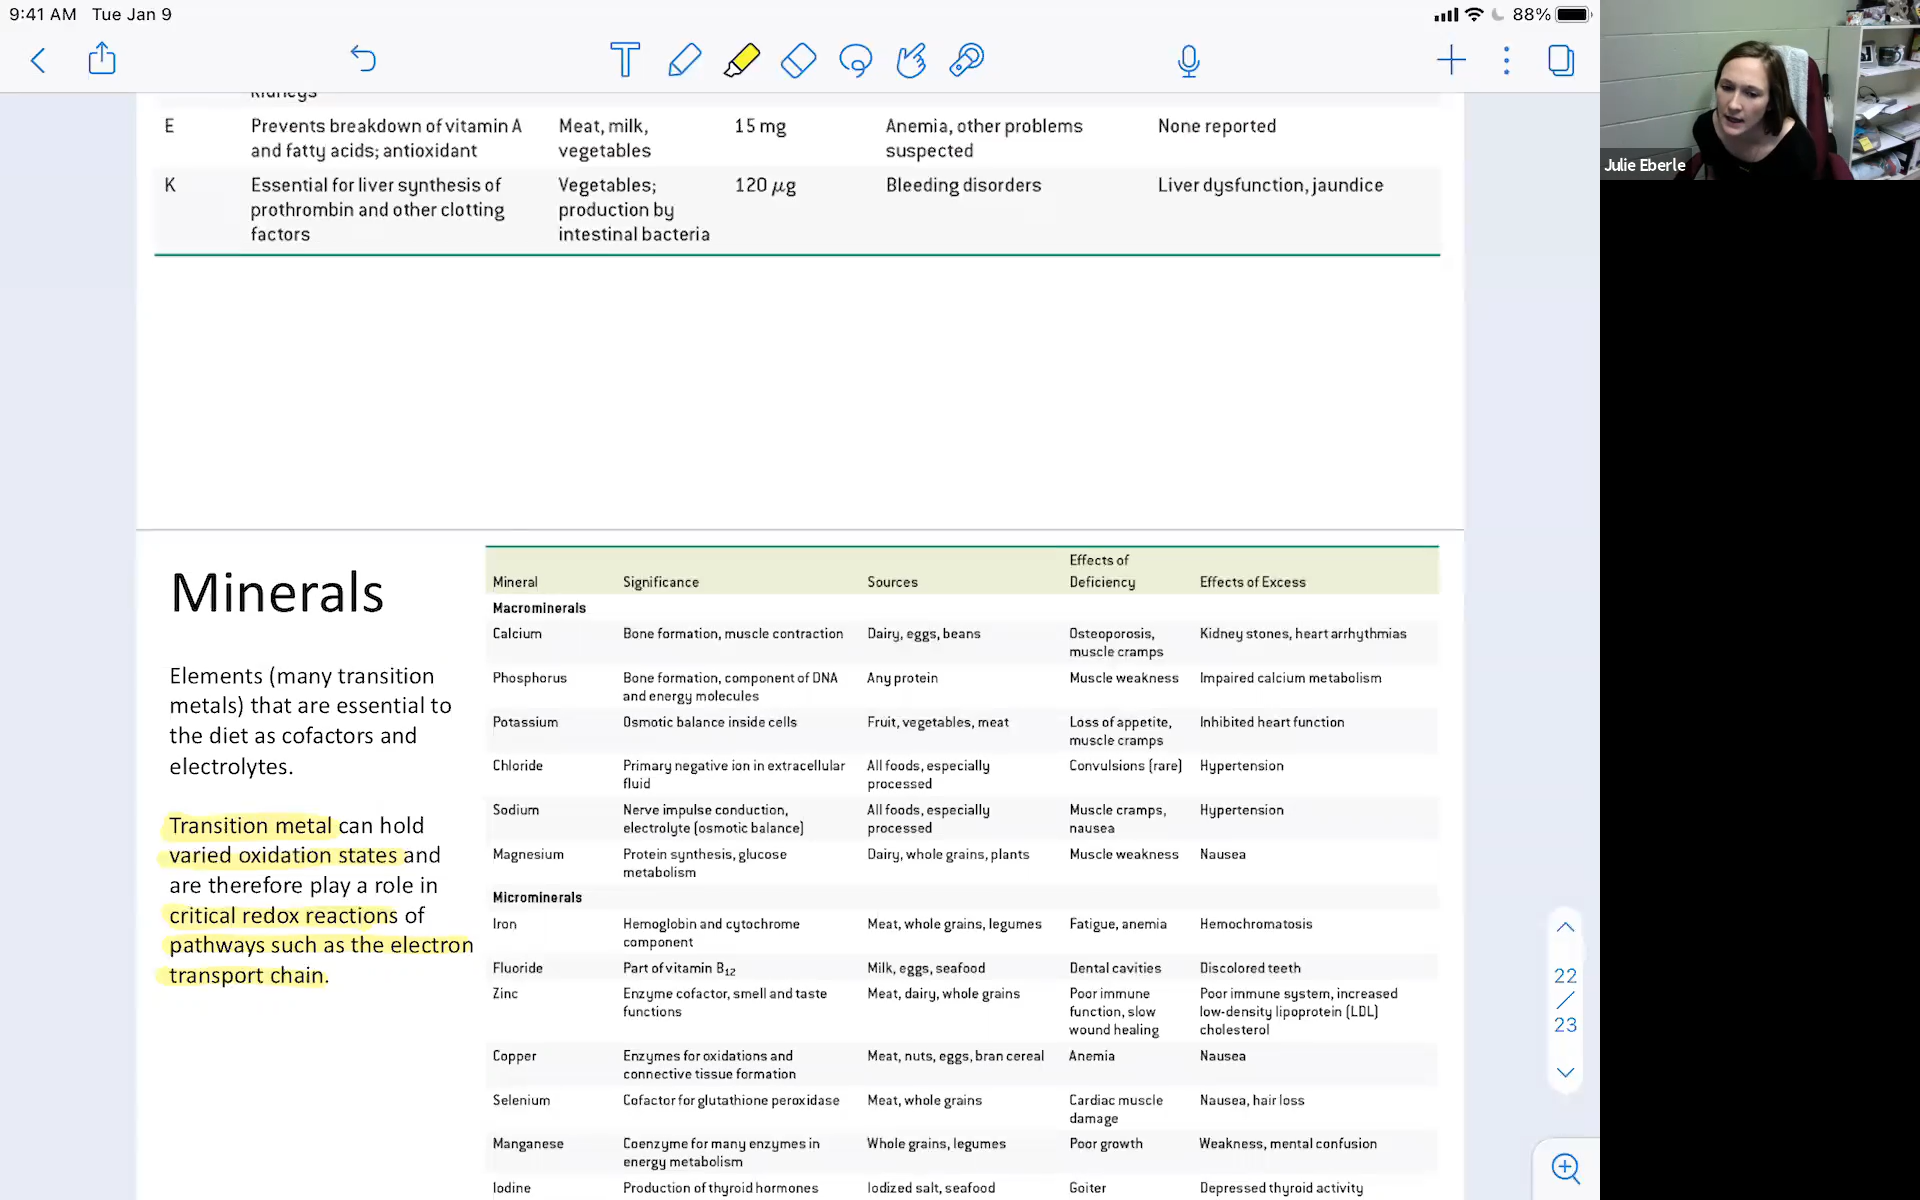 9:41 AM Tue Jan 9
88%
Julie Eberle
kidneys
E Prevents breakdown of vitamin A Meat, milk, 15 mg Anemia, other problems None reported
and fatty acids; antioxidant vegetables suspected
K Essential for liver synthesis of Vegetables; 120 μg Bleeding disorders Liver dysfunction, jaundice
prothrombin and other clotting production by
factors intestinal bacteria
Minerals
Elements (many transition
metals) that are essential to
the diet as cofactors and
electrolytes.
Transition metal can hold
varied oxidation states and
are therefore play a role in
critical redox reactions of
pathways such as the electron
transport chain.
Effects of
Mineral Significance Sources Deficiency Effects of Excess
Macrominerals
Calcium Bone formation, muscle contraction Dairy, eggs, beans Osteoporosis, Kidney stones, heart arrhythmias
muscle cramps
Phosphorus Bone formation, component of DNA Any protein Muscle weakness Impaired calcium metabolism
and energy molecules
Potassium Osmotic balance inside cells Fruit, vegetables, meat Loss of appetite, Inhibited heart function
muscle cramps
Chloride Primary negative ion in extracellular All foods, especially Convulsions (rare) Hypertension
fluid processed
Sodium Nerve impulse conduction, All foods, especially Muscle cramps, Hypertension
electrolyte (osmotic balance) processed nausea
Magnesium Protein synthesis, glucose Dairy, whole grains, plants Muscle weakness Nausea
metabolism
Microminerals
Iron Hemoglobin and cytochrome Meat, whole grains, legumes Fatigue, anemia Hemochromatosis
component
Fluoride Part of vitamin B12 Milk, eggs, seafood Dental cavities Discolored teeth
Zinc Enzyme cofactor, smell and taste Meat, dairy, whole grains Poor immune Poor immune system, increased
functions function, slow low-density lipoprotein (LDL)
wound healing cholesterol
Copper Enzymes for oxidations and Meat, nuts, eggs, bran cereal Anemia Nausea
connective tissue formation
Selenium Cofactor for glutathione peroxidase Meat, whole grains Cardiac muscle Nausea, hair loss
damage
Manganese Coenzyme for many enzymes in Whole grains, legumes Poor growth Weakness, mental confusion
energy metabolism
Iodine Production of thyroid hormones Iodized salt, seafood Goiter Depressed thyroid activity
22
/
23